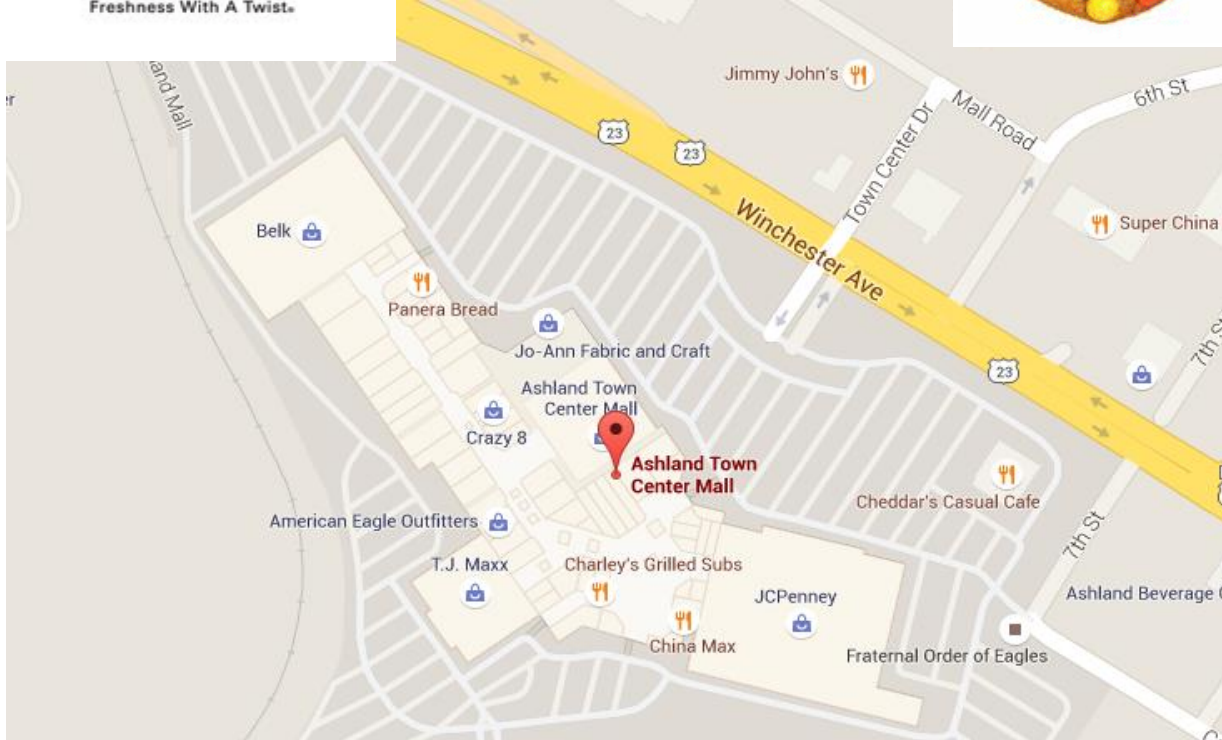 Freshness With A Twist.
Jimmy John's
Mall Road
6th St
Town Center Dr
23
23
Super China
Winchester Ave
Belk
Panera Bread
Jo-Ann Fabric and Craft
7th St
23
Ashland Town
Center Mall
Crazy 8
Ashland Town
Center Mall
Cheddar's Casual Cafe
American Eagle Outfitters
7th St
T.J. Maxx
Charley's Grilled Subs
JCPenney
Ashland Beverage
China Max
Fraternal Order of Eagles